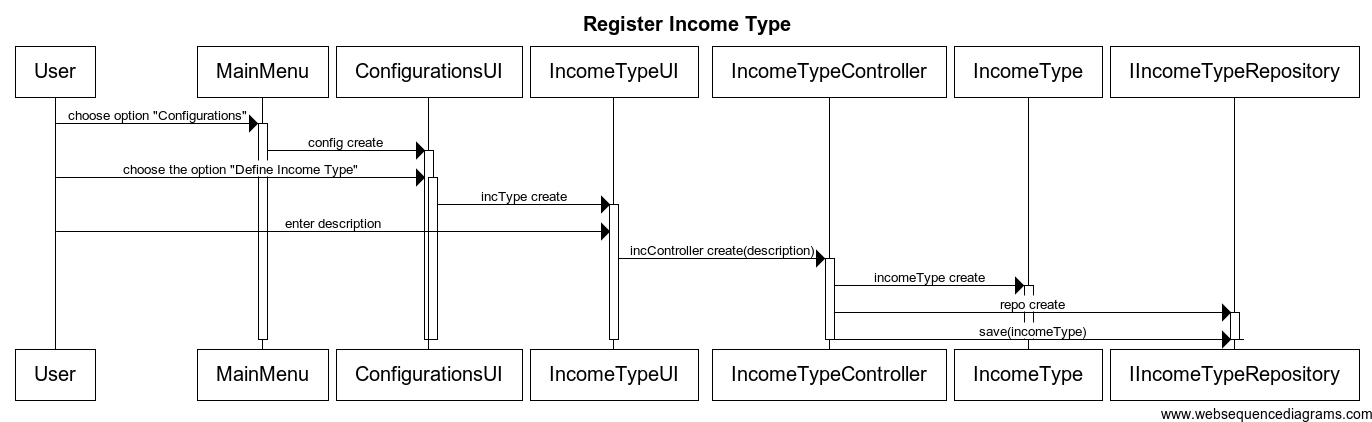 Register Income Type
User
MainMenu
ConfigurationsUI
IncomeTypeUI
IncomeTypeController
IncomeType
IIncomeTypeRepository
choose option "Configurations"
config create
choose the option "Define Income Type"
incType create
enter description
incController create(description)
incomeType create
repo create
save(incomeType)
User
MainMenu
ConfigurationsUI
IncomeTypeUI
IncomeTypeController
IncomeType
IIncomeTypeRepository
www.websequencediagrams.com